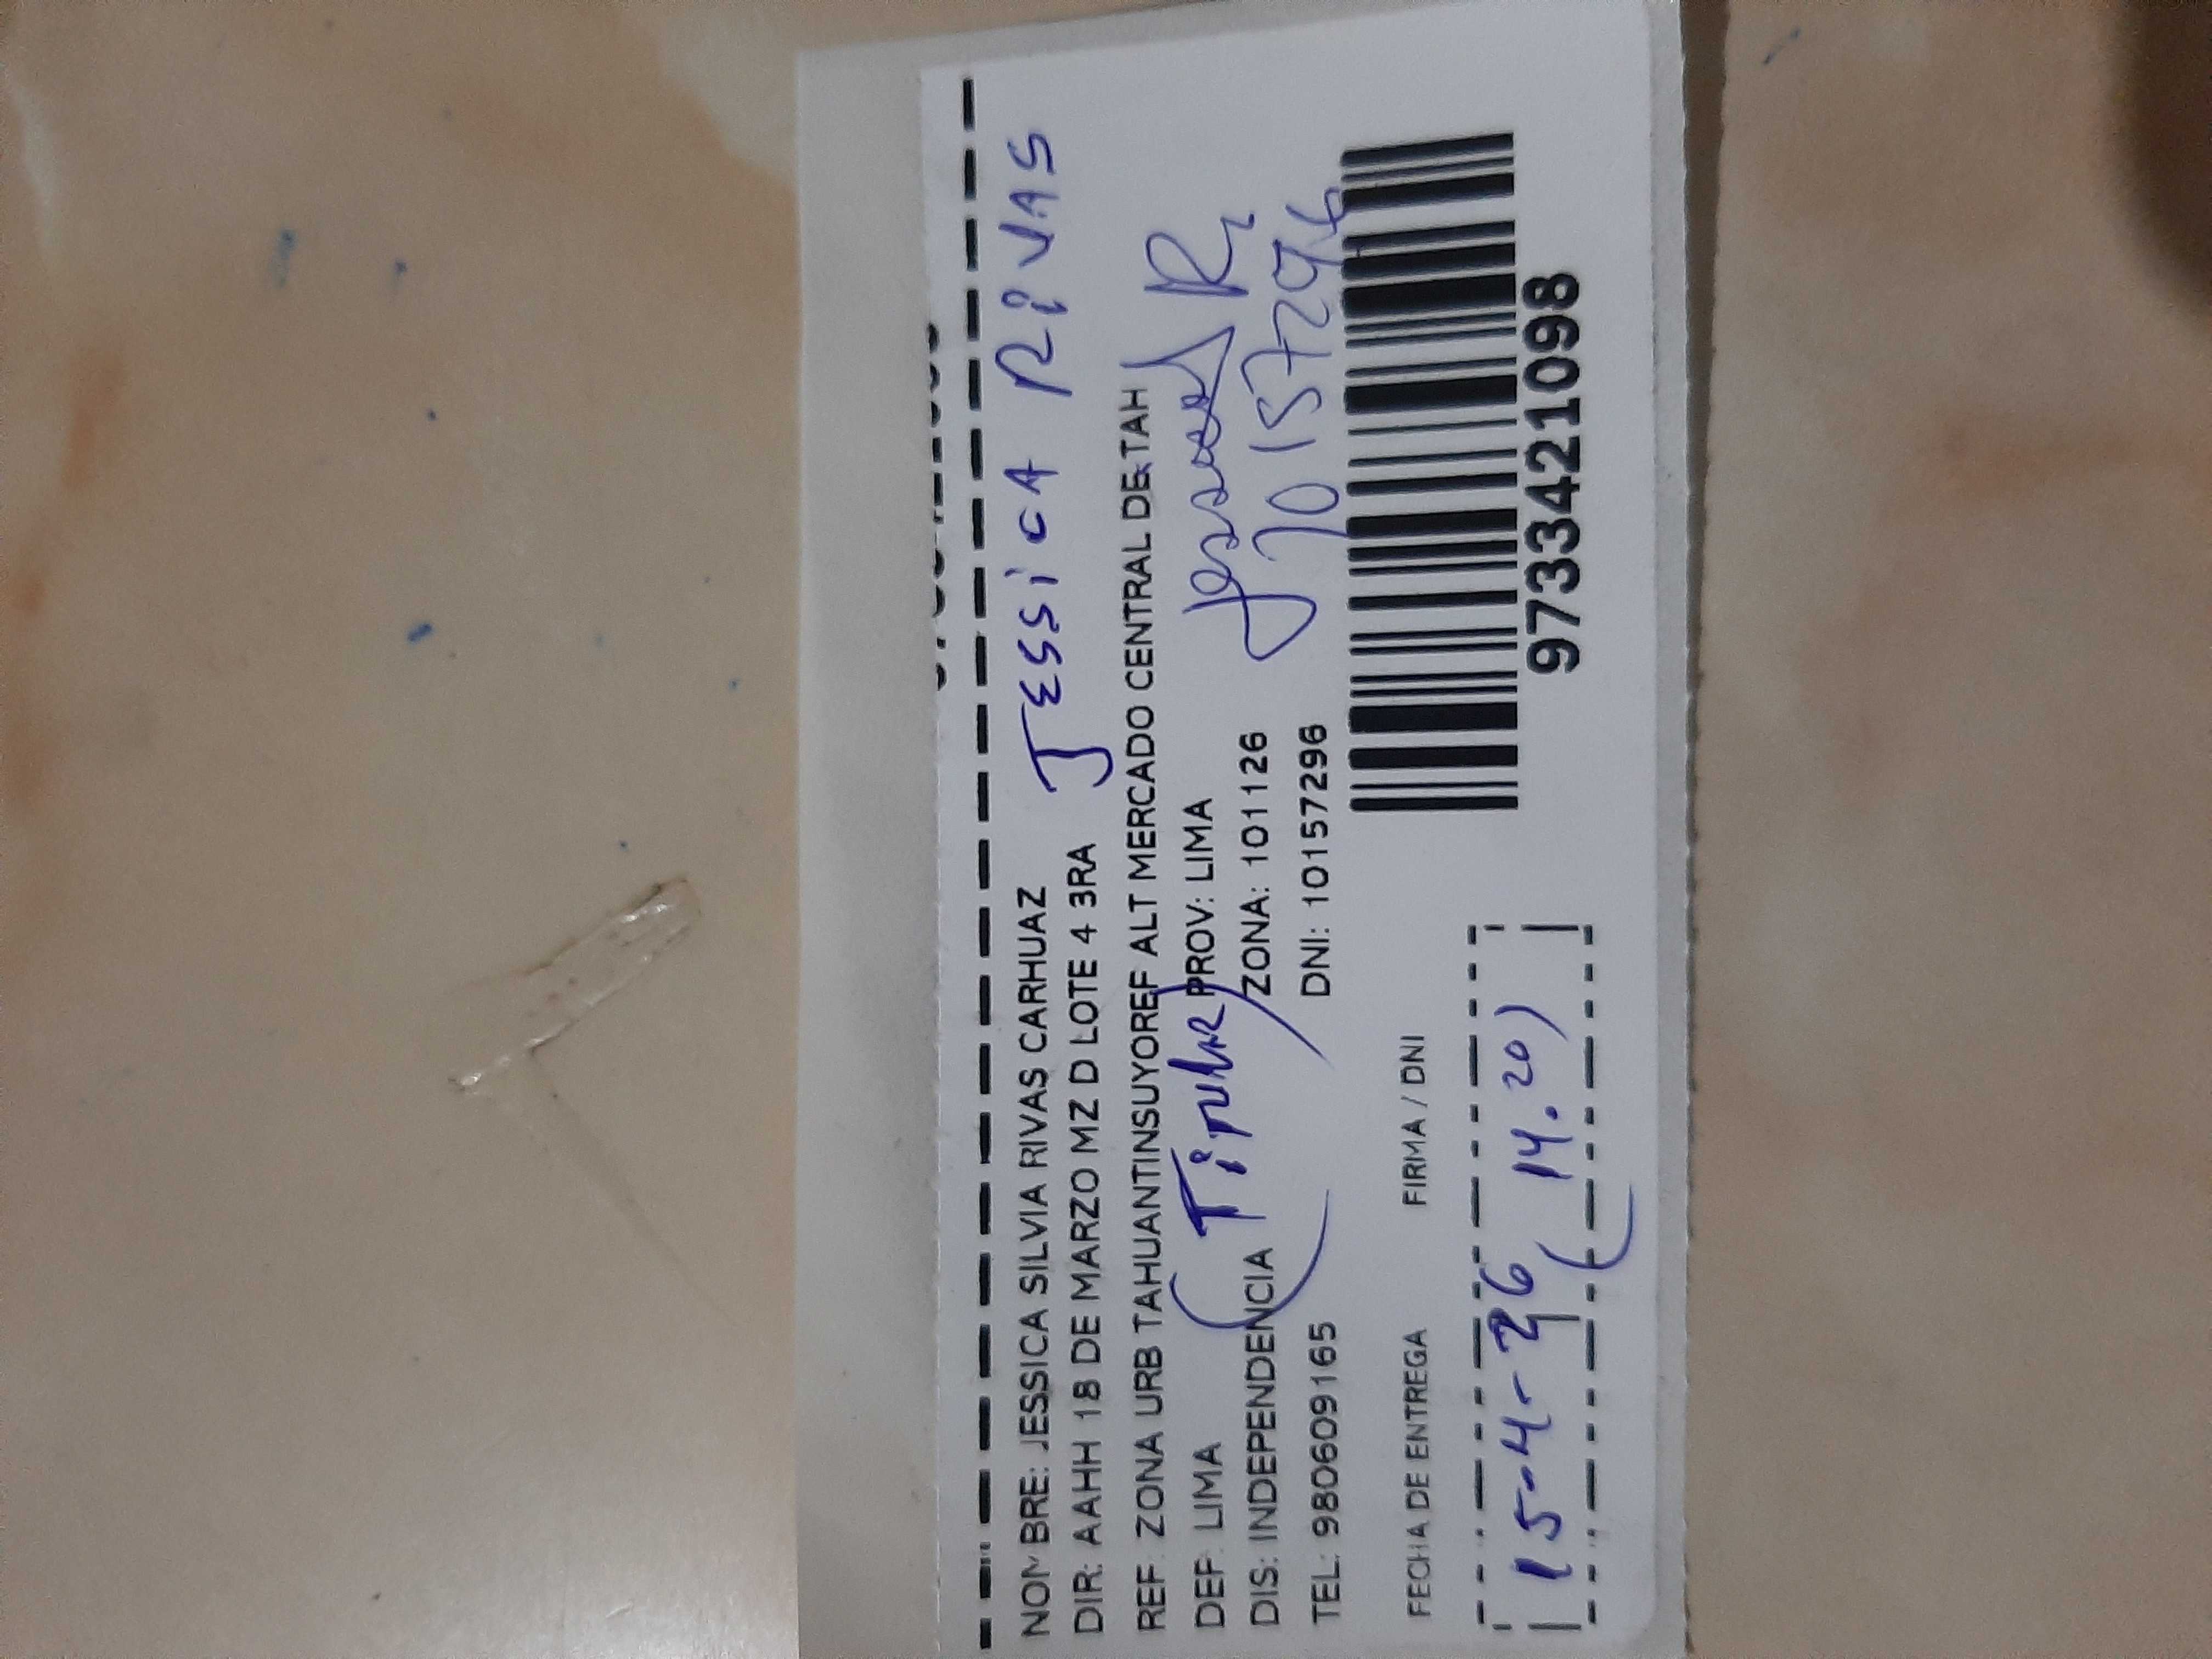 NOMBRE: JESSICA SILVIA RIVAS CARHUAZ
JESSICA RIVAS
DIR: AAHH 18 DE MARZO MZ D LOTE 4 3RA
REF: ZONA URB TAHUANTINSUYOREF ALT MERCADO CENTRAL DE TAH
DEF: LIMA PROV: LIMA
(Titular)
DIS: INDEPENDENCIA ZONA: 101126
TEL: 980609165 DNI: 10157296
10157296
FECHA DE ENTREGA FIRMA / DNI
15-4-26 (14.20)
9733421098